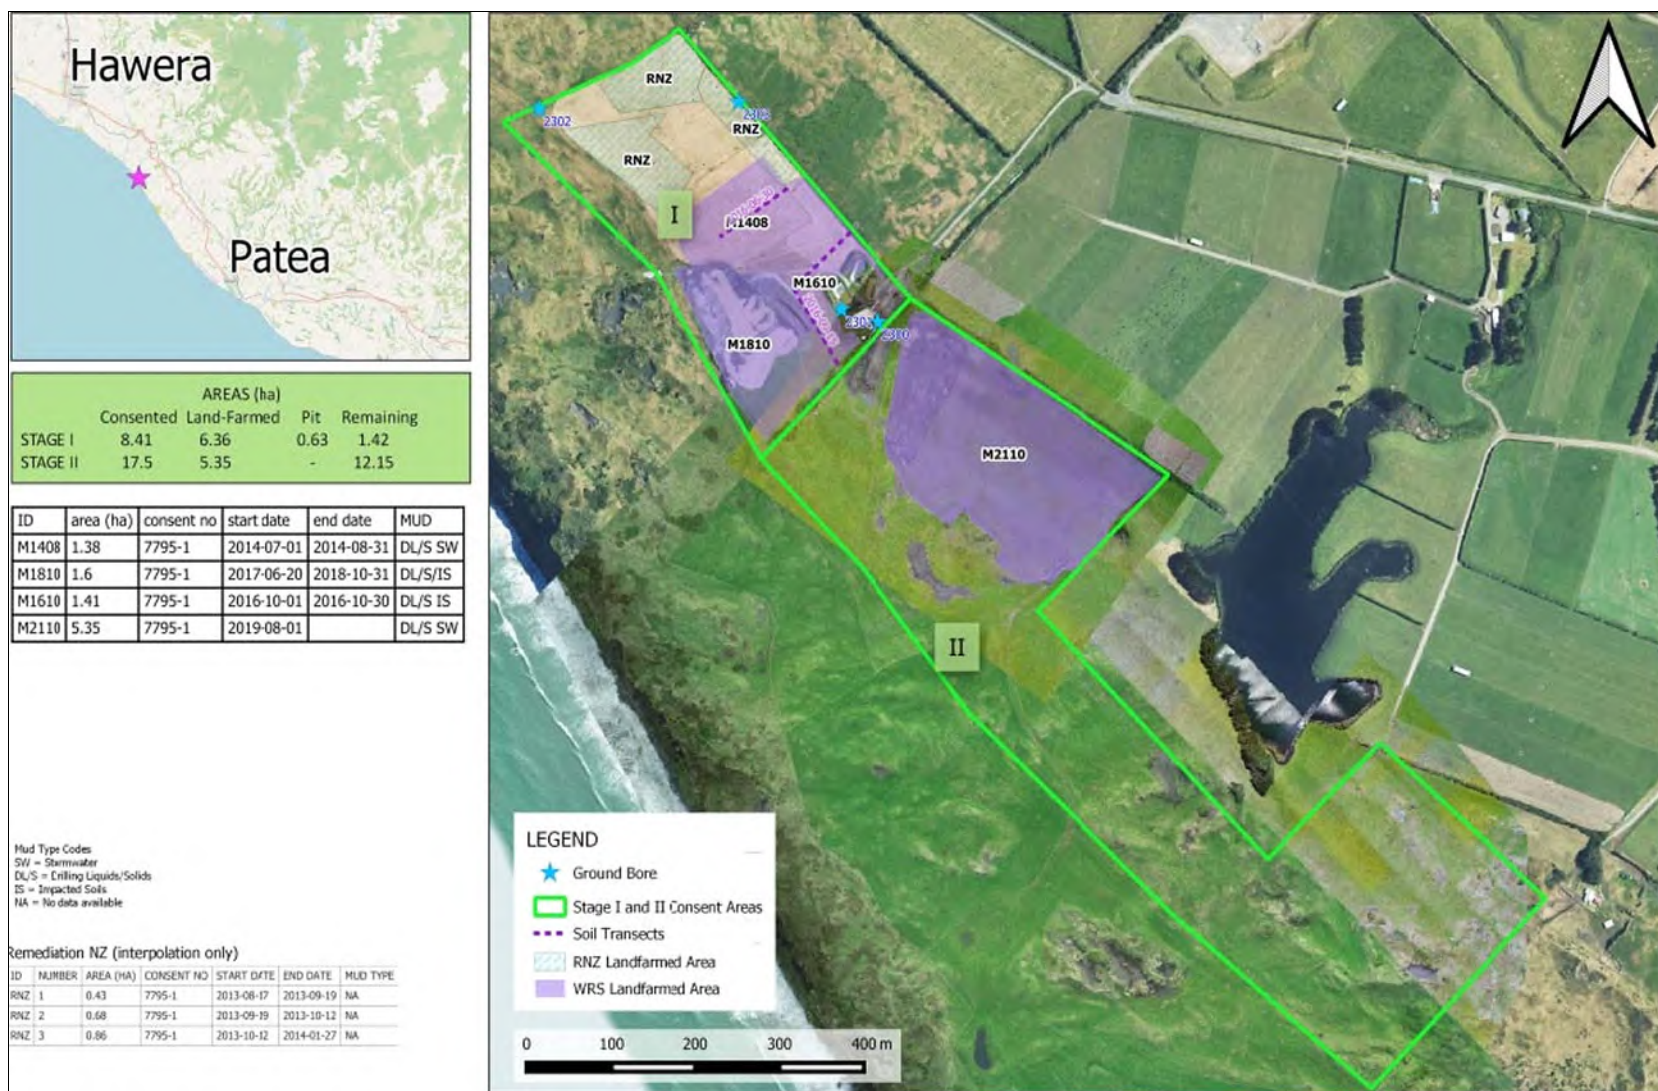 Hawera
Patea
AREAS (ha)
Consented Land-Farmed Pit Remaining
STAGE I 8.41 6.36 0.63 1.42
STAGE II 17.5 5.35 - 12.15
ID area (ha) consent no start date end date MUD
M1408 1.38 7795-1 2014-07-01 2014-08-31 DL/S SW
M1810 1.6 7795-1 2017-06-20 2018-10-31 DL/S/IS
M1610 1.41 7795-1 2016-10-01 2016-10-30 DL/S IS
M2110 5.35 7795-1 2019-08-01 DL/S SW
Mud Type Codes
SW = Stormwater
DL/S = Drilling Liquids/Solids
IS = Impacted Soils
NA = No data available
Remediation NZ (interpolation only)
ID NUMBER AREA (HA) CONSENT NO START DATE END DATE MUD TYPE
RNZ 1 0.43 7795-1 2013-08-17 2013-09-19 NA
RNZ 2 0.68 7795-1 2013-09-19 2013-10-12 NA
RNZ 3 0.86 7795-1 2013-10-12 2014-01-27 NA
RNZ
2302
RNZ
RNZ
I
M1408
M1610
2300
M1810
M2110
II
LEGEND
Ground Bore
Stage I and II Consent Areas
Soil Transects
RNZ Landfarmed Area
WRS Landfarmed Area
0 100 200 300 400 m